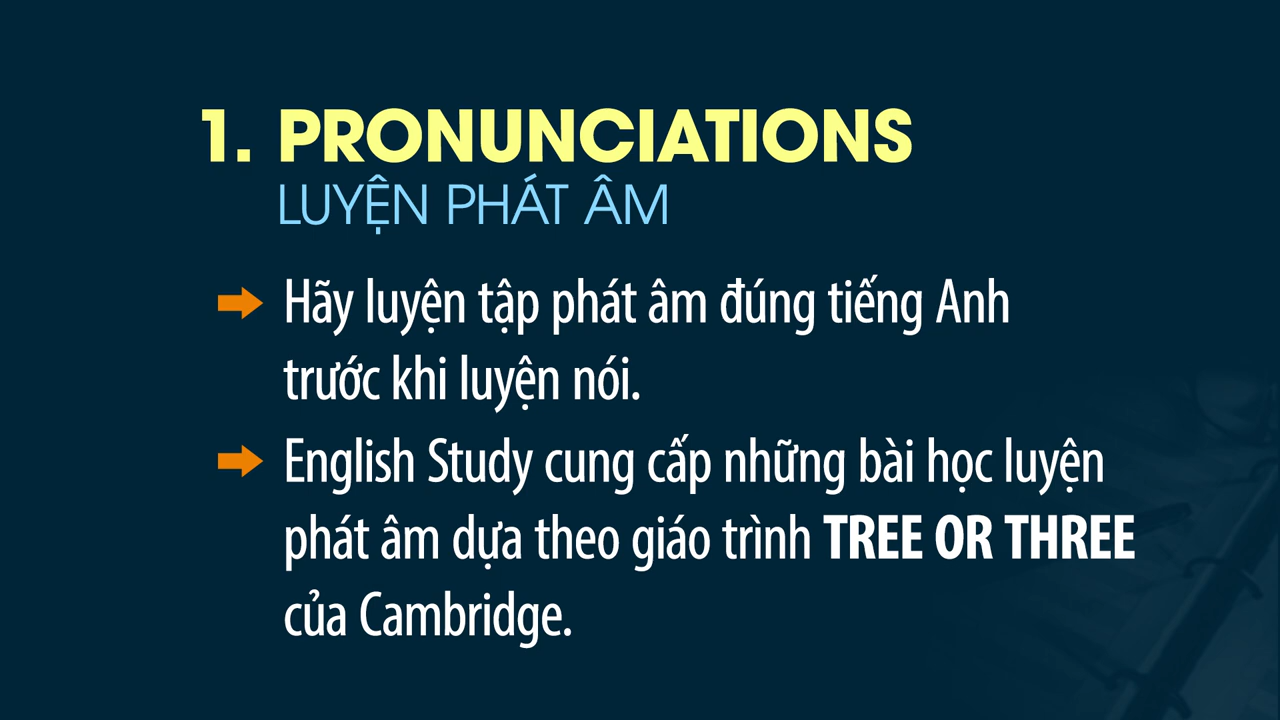 1. PRONUNCIATIONS
LUYỆN PHÁT ÂM
Hãy luyện tập phát âm đúng tiếng Anh
trước khi luyện nói.
English Study cung cấp những bài học luyện
phát âm dựa theo giáo trình TREE OR THREE
của Cambridge.